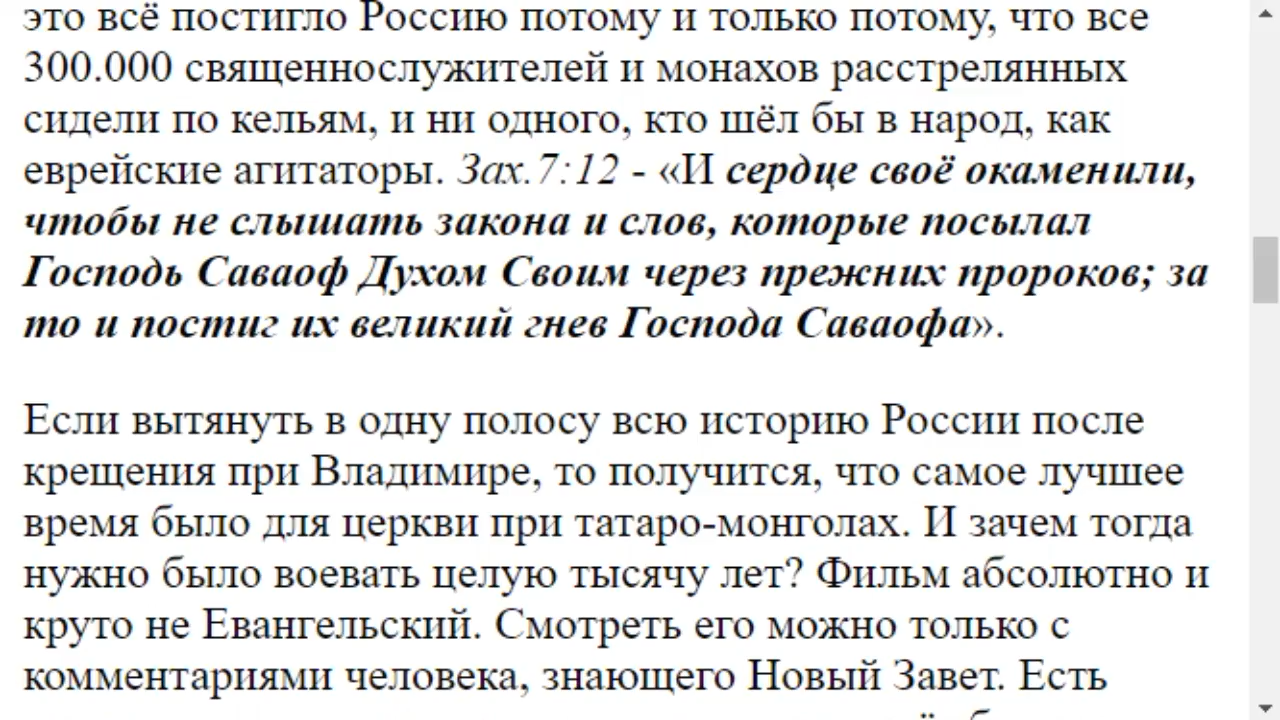 это всё постигло Россию потому и только потому, что все
300.000 священнослужителей и монахов расстрелянных
сидели по кельям, и ни одного, кто шёл бы в народ, как
еврейские агитаторы. Зах.7:12 - «И сердце своё окаменили,
чтобы не слышать закона и слов, которые посылал
Господь Саваоф Духом Своим через прежних пророков; за
то и постиг их великий гнев Господа Саваофа».
Если вытянуть в одну полосу всю историю России после
крещения при Владимире, то получится, что самое лучшее
время было для церкви при татаро-монголах. И зачем тогда
нужно было воевать целую тысячу лет? Фильм абсолютно и
круто не Евангельский. Смотреть его можно только с
комментариями человека, знающего Новый Завет. Есть